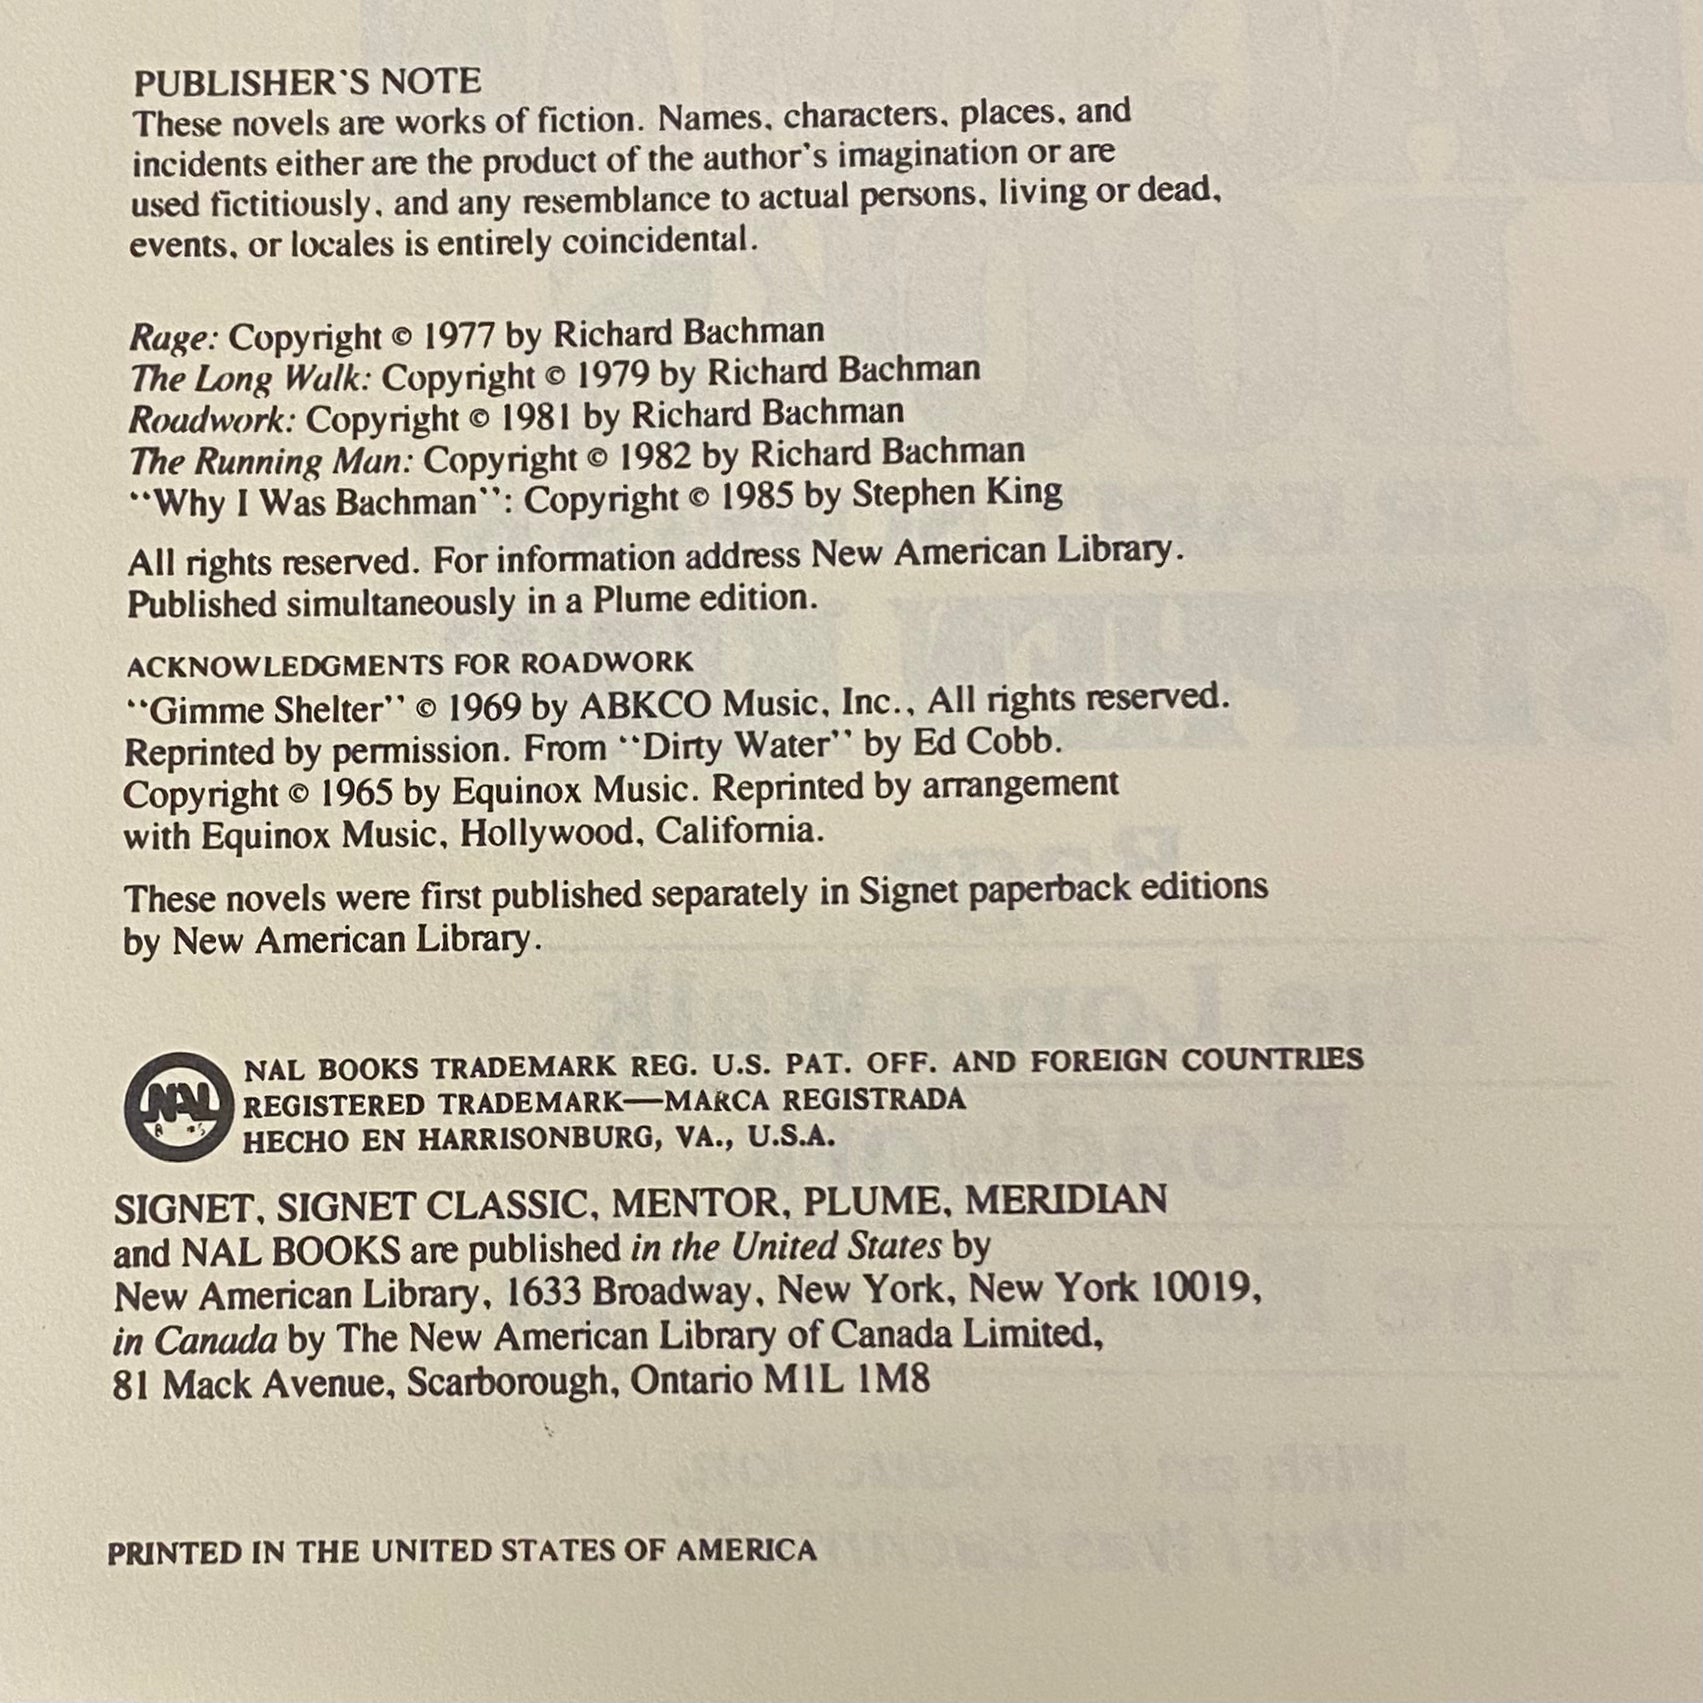 PUBLISHER'S NOTE
These novels are works of fiction. Names, characters, places, and
incidents either are the product of the author's imagination or are
used fictitiously, and any resemblance to actual persons, living or dead,
events, or locales is entirely coincidental.
Rage: Copyright © 1977 by Richard Bachman
The Long Walk: Copyright © 1979 by Richard Bachman
Roadwork: Copyright © 1981 by Richard Bachman
The Running Man: Copyright © 1982 by Richard Bachman
"Why I Was Bachman": Copyright © 1985 by Stephen King
All rights reserved. For information address New American Library.
Published simultaneously in a Plume edition.
ACKNOWLEDGMENTS FOR ROADWORK
"Gimme Shelter" © 1969 by ABKCO Music, Inc., All rights reserved.
Reprinted by permission. From "Dirty Water" by Ed Cobb.
Copyright © 1965 by Equinox Music. Reprinted by arrangement
with Equinox Music, Hollywood, California.
These novels were first published separately in Signet paperback editions
by New American Library.
NAL
NAL BOOKS TRADEMARK REG. U.S. PAT. OFF. AND FOREIGN COUNTRIES
REGISTERED TRADEMARK—MARCA REGISTRADA
HECHO EN HARRISONBURG, VA., U.S.A.
SIGNET, SIGNET CLASSIC, MENTOR, PLUME, MERIDIAN
and NAL BOOKS are published in the United States by
New American Library, 1633 Broadway, New York, New York 10019,
in Canada by The New American Library of Canada Limited,
81 Mack Avenue, Scarborough, Ontario M1L 1M8
PRINTED IN THE UNITED STATES OF AMERICA